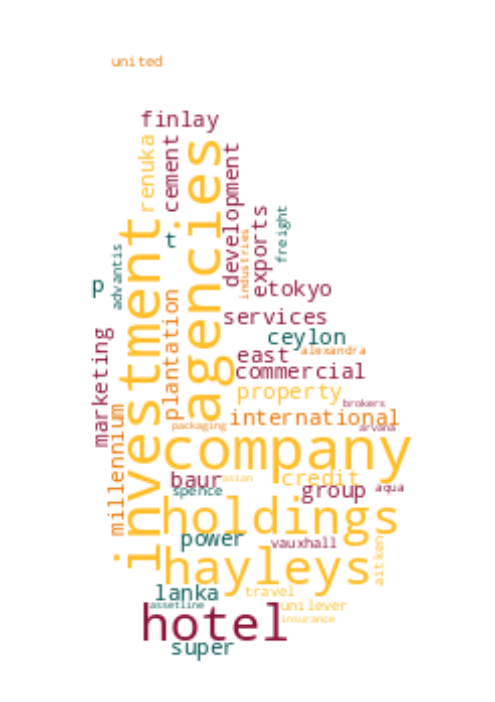 united
finlay
renuka
cement
agencies
development
t
investment
exports
freight
industries
advantis
p
e
tokyo
plantation
services
marketing
ceylon
east
alexandra
commercial
property
brokers
millennium
international
packaging
arvana
company
baur
asian
credit
spence
group
aqua
holdings
power
vauxhall
aitken
hayleys
lanka
travel
assetline
unilever
hotel
insurance
super